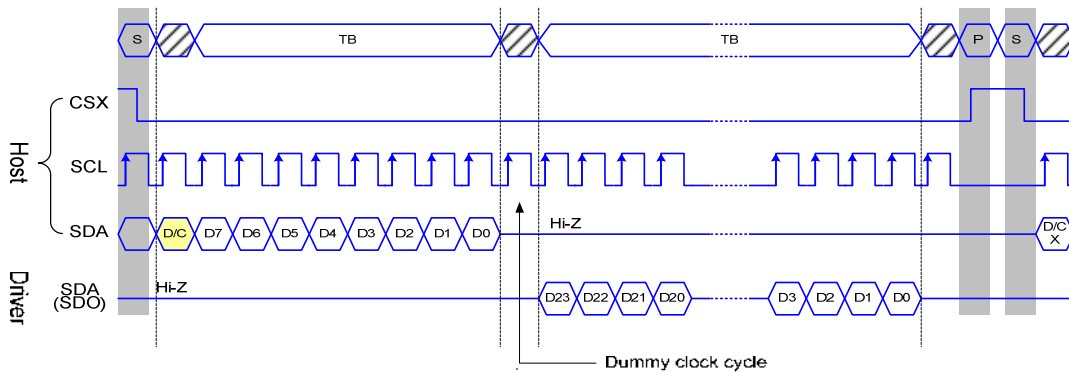 S TB TB P S
CSX
Host
SCL
SDA D/C D7 D6 D5 D4 D3 D2 D1 D0 Hi-Z D/C X
Driver
SDA (SDO) Hi-Z D23 D22 D21 D20 D3 D2 D1 D0
Dummy clock cycle